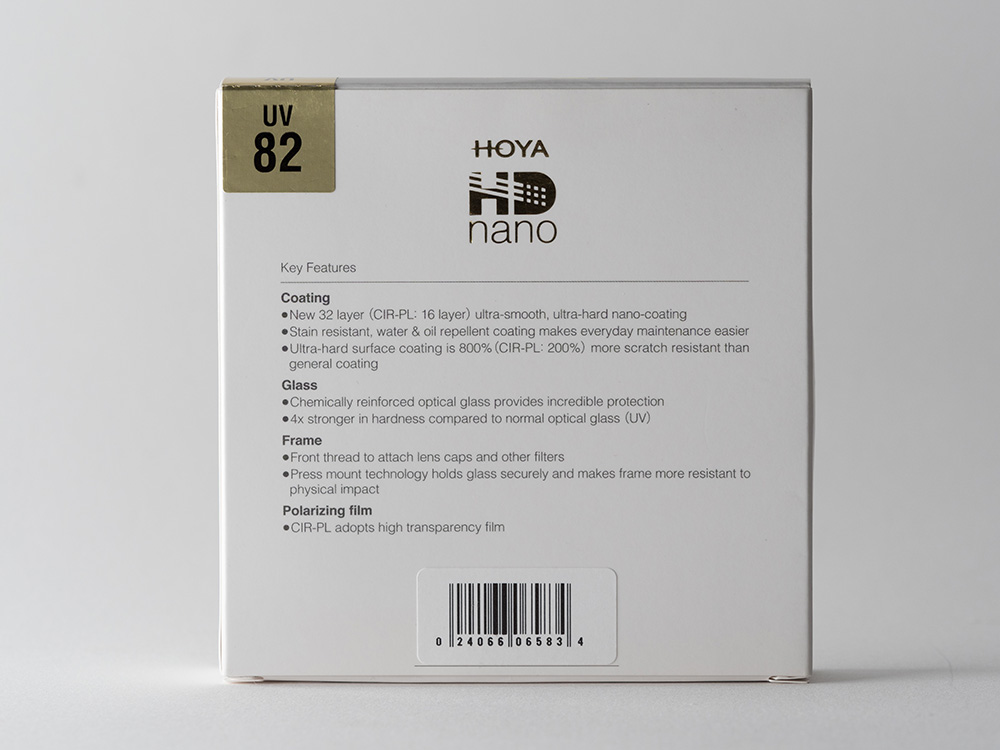 UV
82
HOYA
HD
nano
Key Features
Coating
●New 32 layer (CIR-PL: 16 layer) ultra-smooth, ultra-hard nano-coating
●Stain resistant, water & oil repellent coating makes everyday maintenance easier
●Ultra-hard surface coating is 800% (CIR-PL: 200%) more scratch resistant than
general coating
Glass
●Chemically reinforced optical glass provides incredible protection
●4x stronger in hardness compared to normal optical glass (UV)
Frame
●Front thread to attach lens caps and other filters
●Press mount technology holds glass securely and makes frame more resistant to
physical impact
Polarizing film
●CIR-PL adopts high transparency film
0 24066 06583 4